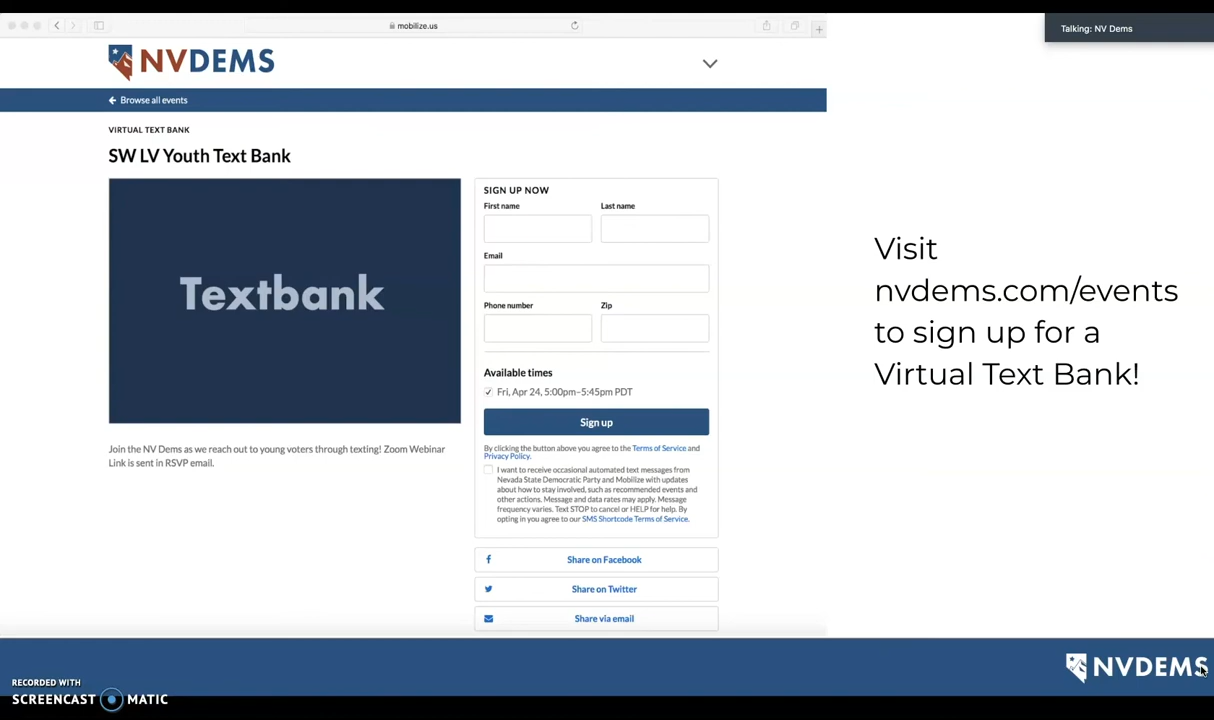 mobilize.us
Talking: NV Dems
NVDEMS
Browse all events
VIRTUAL TEXT BANK
SW LV Youth Text Bank
Textbank
Join the NV Dems as we reach out to young voters through texting! Zoom Webinar
Link is sent in RSVP email.
SIGN UP NOW
First name Last name
Email
Phone number Zip
Available times
Fri, Apr 24, 5:00pm–5:45pm PDT
Sign up
By clicking the button above you agree to the Terms of Service and
Privacy Policy.
I want to receive occasional automated text messages from
Nevada State Democratic Party and Mobilize with updates
about how to stay involved, such as recommended events and
other actions. Message and data rates may apply. Message
frequency varies. Text STOP to cancel or HELP for help. By
opting in you agree to our SMS Shortcode Terms of Service.
Share on Facebook
Share on Twitter
Share via email
Visit
nvdems.com/events
to sign up for a
Virtual Text Bank!
NVDEMS
RECORDED WITH
SCREENCAST MATIC